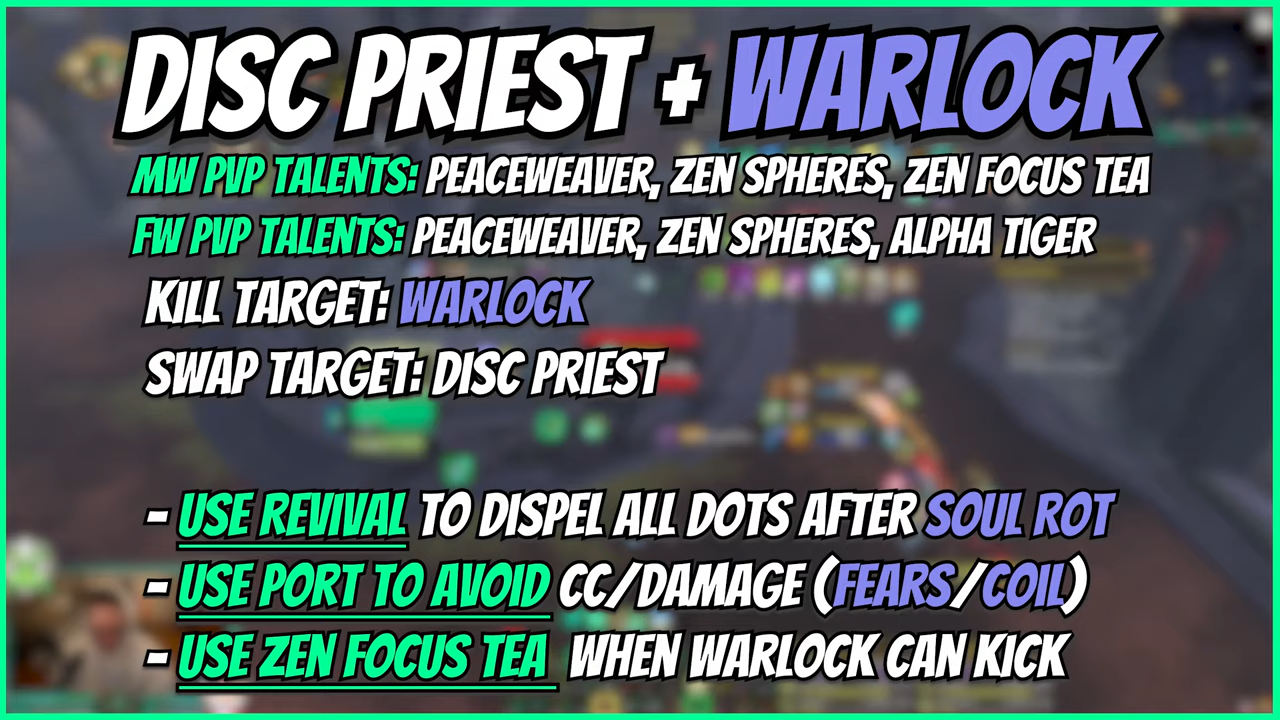 DISC PRIEST + WARLOCK
MW PVP TALENTS: PEACEWEAVER, ZEN SPHERES, ZEN FOCUS TEA
FW PVP TALENTS: PEACEWEAVER, ZEN SPHERES, ALPHA TIGER
KILL TARGET: WARLOCK
SWAP TARGET: DISC PRIEST
- USE REVIVAL TO DISPEL ALL DOTS AFTER SOUL ROT
- USE PORT TO AVOID CC/DAMAGE (FEARS/COIL)
- USE ZEN FOCUS TEA WHEN WARLOCK CAN KICK